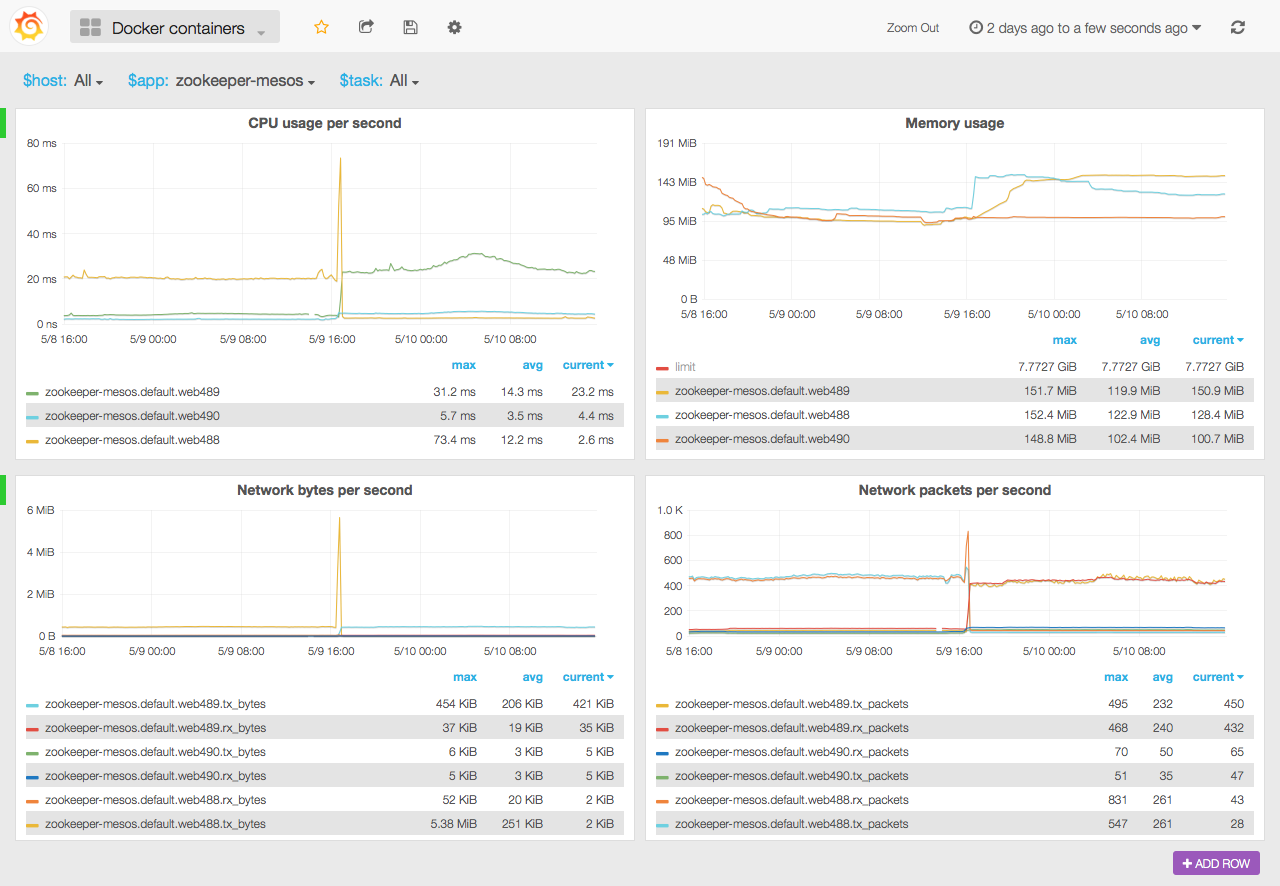 Docker containers
Zoom Out
2 days ago to a few seconds ago
$host: All $app: zookeeper-mesos $task: All
CPU usage per second
80 ms
60 ms
40 ms
20 ms
0 ns
5/8 16:00 5/9 00:00 5/9 08:00 5/9 16:00 5/10 00:00 5/10 08:00
max avg current
zookeeper-mesos.default.web489 31.2 ms 14.3 ms 23.2 ms
zookeeper-mesos.default.web490 5.7 ms 3.5 ms 4.4 ms
zookeeper-mesos.default.web488 73.4 ms 12.2 ms 2.6 ms
Memory usage
191 MiB
143 MiB
95 MiB
48 MiB
0 B
5/8 16:00 5/9 00:00 5/9 08:00 5/9 16:00 5/10 00:00 5/10 08:00
max avg current
limit 7.7727 GiB 7.7727 GiB 7.7727 GiB
zookeeper-mesos.default.web489 151.7 MiB 119.9 MiB 150.9 MiB
zookeeper-mesos.default.web488 152.4 MiB 122.9 MiB 128.4 MiB
zookeeper-mesos.default.web490 148.8 MiB 102.4 MiB 100.7 MiB
Network bytes per second
6 MiB
4 MiB
2 MiB
0 B
5/8 16:00 5/9 00:00 5/9 08:00 5/9 16:00 5/10 00:00 5/10 08:00
max avg current
zookeeper-mesos.default.web489.tx_bytes 454 KiB 206 KiB 421 KiB
zookeeper-mesos.default.web489.rx_bytes 37 KiB 19 KiB 35 KiB
zookeeper-mesos.default.web490.tx_bytes 6 KiB 3 KiB 5 KiB
zookeeper-mesos.default.web490.rx_bytes 5 KiB 3 KiB 5 KiB
zookeeper-mesos.default.web488.rx_bytes 52 KiB 20 KiB 2 KiB
zookeeper-mesos.default.web488.tx_bytes 5.38 MiB 251 KiB 2 KiB
Network packets per second
1.0 K
800
600
400
200
0
5/8 16:00 5/9 00:00 5/9 08:00 5/9 16:00 5/10 00:00 5/10 08:00
max avg current
zookeeper-mesos.default.web489.tx_packets 495 232 450
zookeeper-mesos.default.web489.rx_packets 468 240 432
zookeeper-mesos.default.web490.rx_packets 70 50 65
zookeeper-mesos.default.web490.tx_packets 51 35 47
zookeeper-mesos.default.web488.rx_packets 831 261 43
zookeeper-mesos.default.web488.tx_packets 547 261 28
ADD ROW